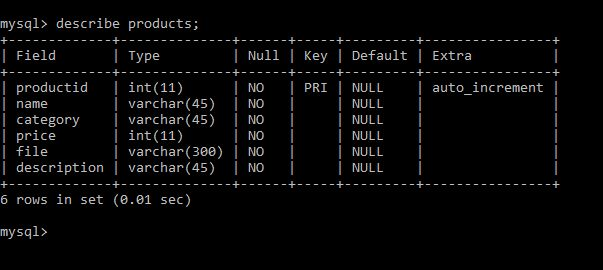 mysql> describe products;
+-------------+--------------+------+-----+---------+----------------+
| Field       | Type         | Null | Key | Default | Extra          |
+-------------+--------------+------+-----+---------+----------------+
| productid   | int(11)      | NO   | PRI | NULL    | auto_increment |
| name        | varchar(45)  | NO   |     | NULL    |                |
| category    | varchar(45)  | NO   |     | NULL    |                |
| price       | int(11)      | NO   |     | NULL    |                |
| file        | varchar(300) | NO   |     | NULL    |                |
| description | varchar(45)  | NO   |     | NULL    |                |
+-------------+--------------+------+-----+---------+----------------+
6 rows in set (0.01 sec)
mysql>